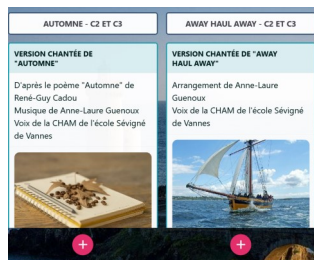 AUTOMNE - C2 ET C3
VERSION CHANTÉE DE
"AUTOMNE"
D'après le poème "Automne" de
René-Guy Cadou
Musique de Anne-Laure Guenoux
Voix de la CHAM de l'école Sévigné
de Vannes
AWAY HAUL AWAY - C2 ET C3
VERSION CHANTÉE DE "AWAY
HAUL AWAY"
Arrangement de Anne-Laure
Guenoux
Voix de la CHAM de l'école Sévigné
de Vannes